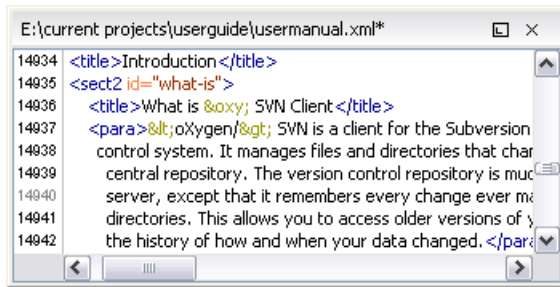 E:\current projects\userguide\usermanual.xml*
14934 <title>Introduction</title>
14935 <sect2 id="what-is">
14936 <title>What is &oxy; SVN Client</title>
14937 <para>&lt;oXygen/&gt; SVN is a client for the Subversion
14938 control system. It manages files and directories that
14939 central repository. The version control repository is
14940 server, except that it remembers every change ever
14941 directories. This allows you to access older versions of
14942 the history of how and when your data changed.</para